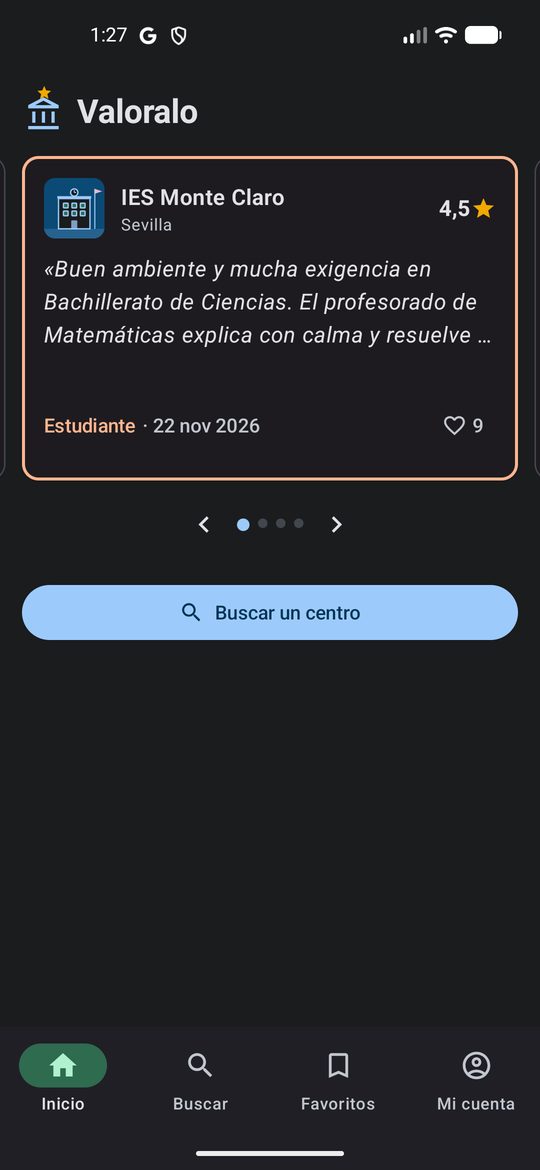 1:27
Valoralo
IES Monte Claro
Sevilla
4,5
«Buen ambiente y mucha exigencia en
Bachillerato de Ciencias. El profesorado de
Matemáticas explica con calma y resuelve …
Estudiante · 22 nov 2026
9
Buscar un centro
Inicio
Buscar
Favoritos
Mi cuenta